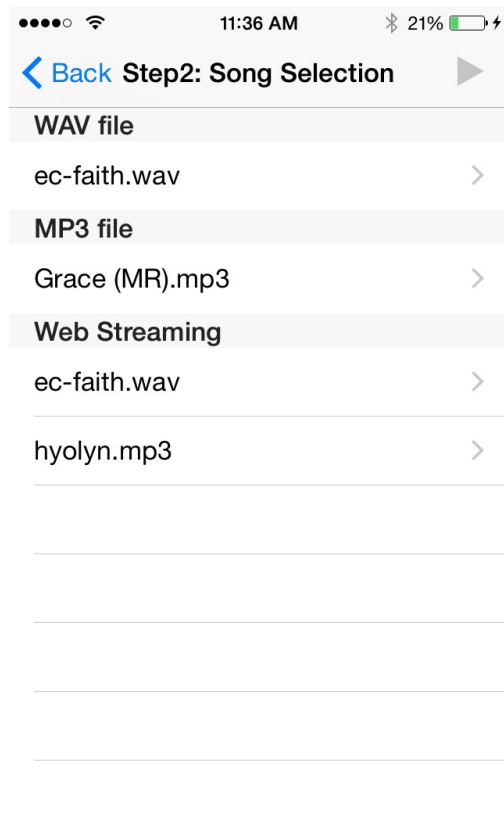 11:36 AM 21%
Back Step2: Song Selection
WAV file
ec-faith.wav
MP3 file
Grace (MR).mp3
Web Streaming
ec-faith.wav
hyolyn.mp3